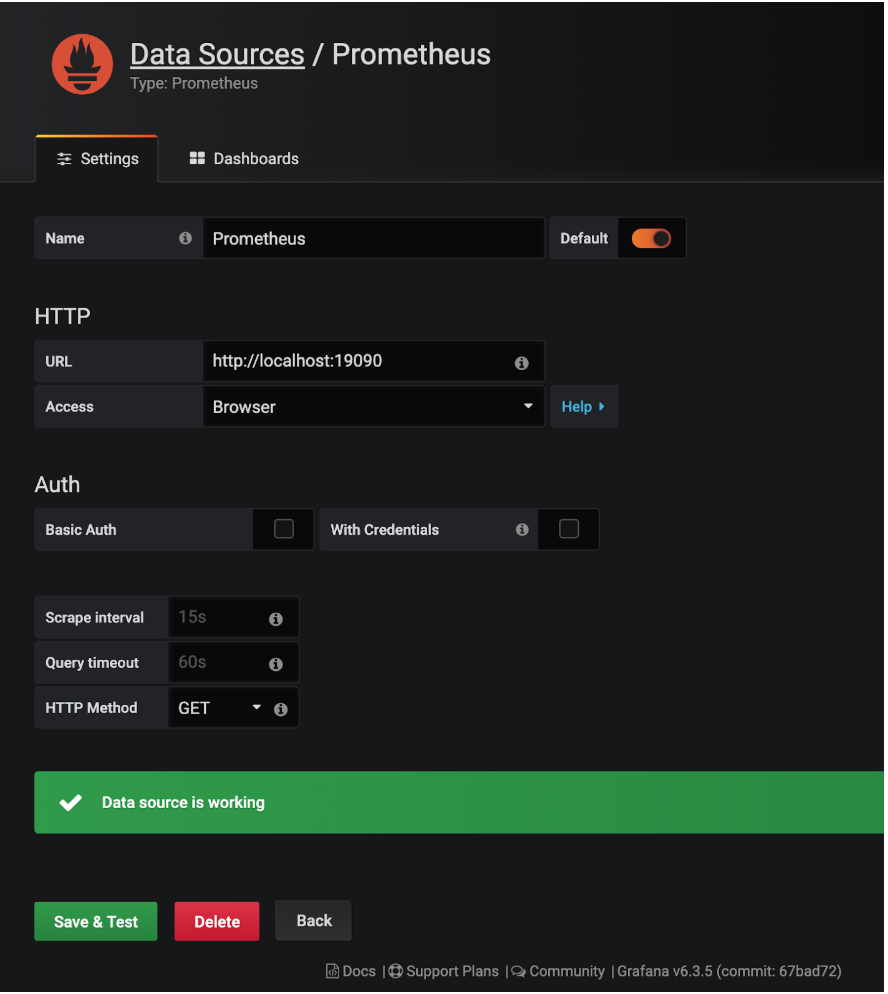 Data Sources / Prometheus
Type: Prometheus
Settings
Dashboards
Name
Prometheus
Default
HTTP
URL
http://localhost:19090
Access
Browser
Help
Auth
Basic Auth
With Credentials
Scrape interval
15s
Query timeout
60s
HTTP Method
GET
Data source is working
Save & Test
Delete
Back
Docs | Support Plans | Community | Grafana v6.3.5 (commit: 67bad72)